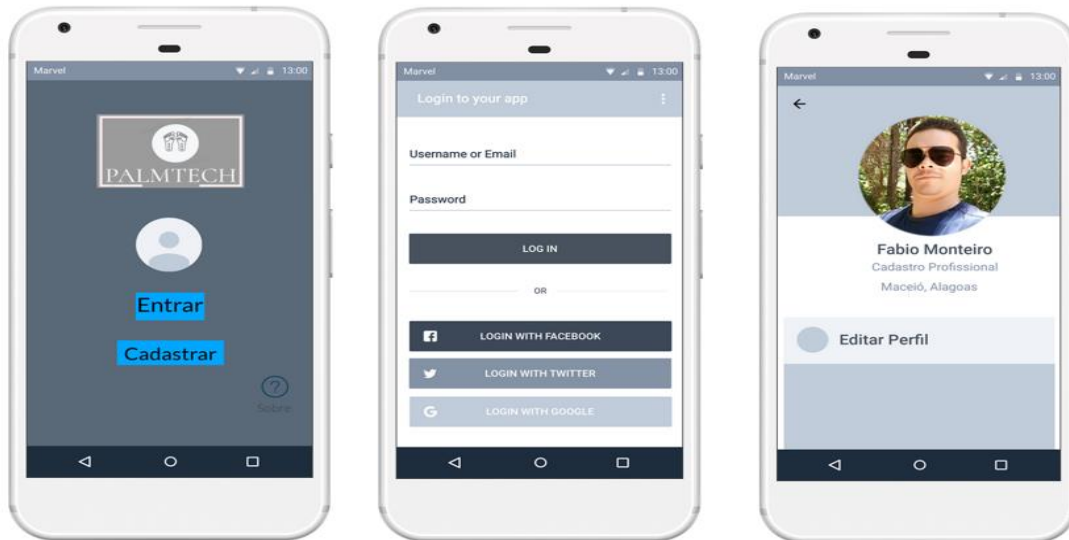 Marvel
13:00
PALMTECH
Entrar
Cadastrar
?
Sobre
Marvel
13:00
Login to your app
Username or Email
Password
LOG IN
OR
LOGIN WITH FACEBOOK
LOGIN WITH TWITTER
G LOGIN WITH GOOGLE
Marvel
13:00
Fabio Monteiro
Cadastro Profissional
Maceió, Alagoas
Editar Perfil